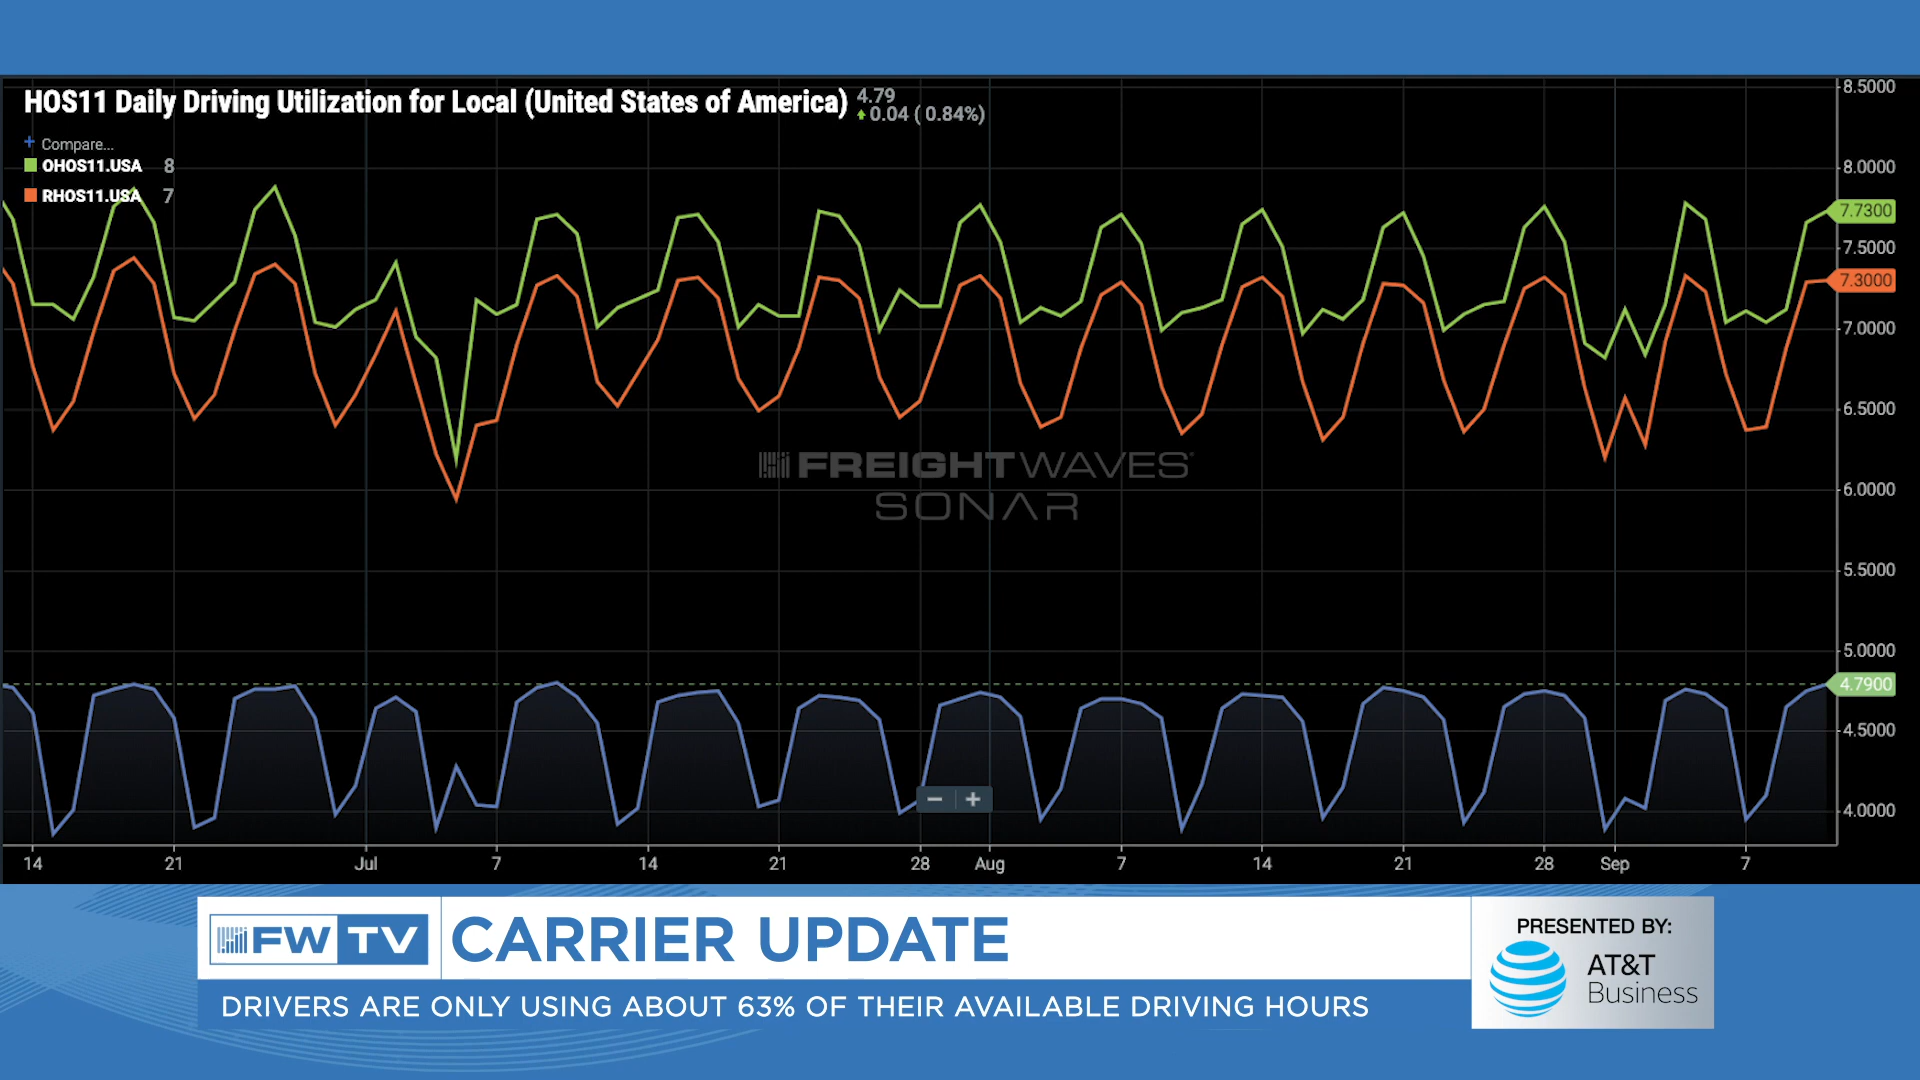 HOS11 Daily Driving Utilization for Local (United States of America) 4.79
0.04 ( 0.84%)
+ Compare...
OHOS11.USA 8
RHOS11.USA 7
8.5000
8.0000
7.7300
7.5000
7.3000
7.0000
6.5000
6.0000
5.5000
5.0000
4.7900
4.5000
4.0000
FREIGHTWAVES
SONAR
− +
14 21 Jul 7 14 21 28 Aug 7 14 21 28 Sep 7
FWTV CARRIER UPDATE
DRIVERS ARE ONLY USING ABOUT 63% OF THEIR AVAILABLE DRIVING HOURS
PRESENTED BY:
AT&T
Business